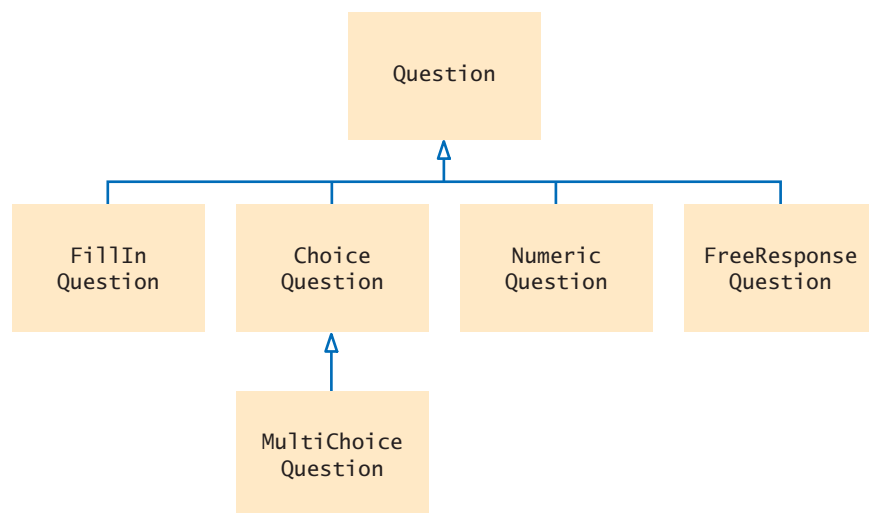 Question
FillIn
Question
Choice
Question
Numeric
Question
FreeResponse
Question
MultiChoice
Question